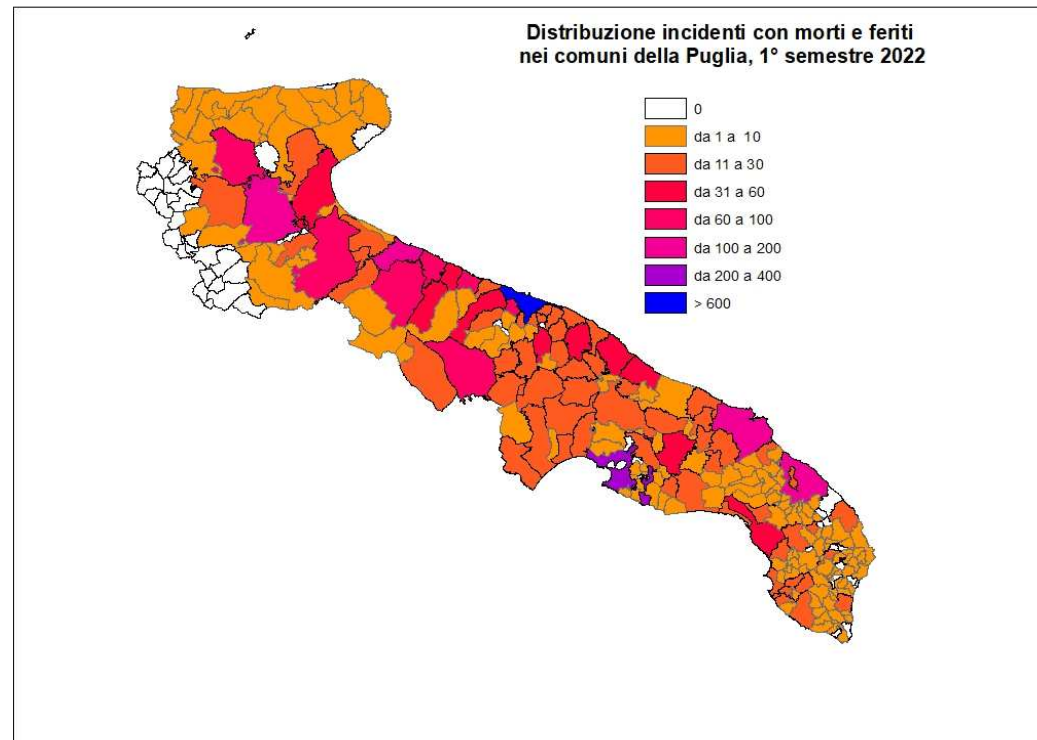 Distribuzione incidenti con morti e feriti
nei comuni della Puglia, 1° semestre 2022
0
da 1 a 10
da 11 a 30
da 31 a 60
da 60 a 100
da 100 a 200
da 200 a 400
> 600